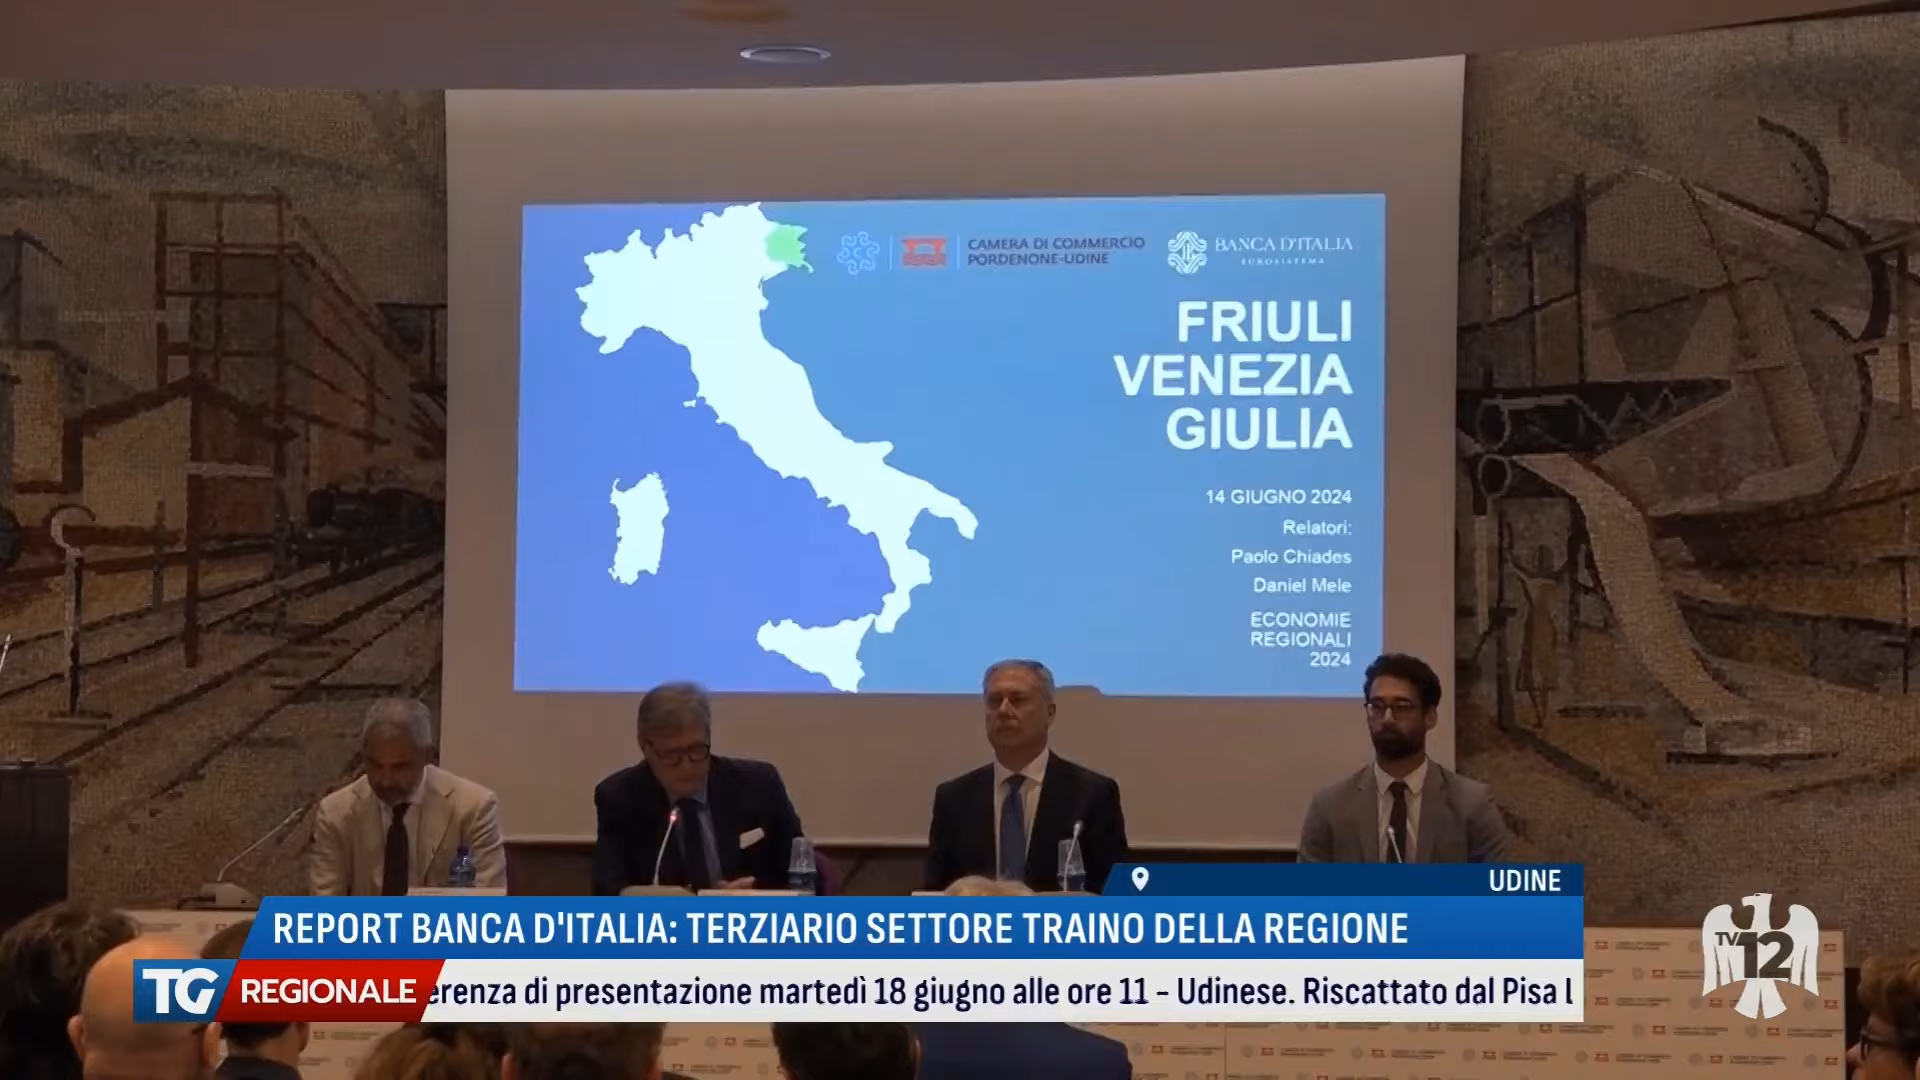 CAMERA DI COMMERCIO
PORDENONE-UDINE
BANCA D'ITALIA
EUROSISTEMA
FRIULI
VENEZIA
GIULIA
14 GIUGNO 2024
Relatori:
Paolo Chiades
Daniel Mele
ECONOMIE
REGIONALI
2024
UDINE
REPORT BANCA D'ITALIA: TERZIARIO SETTORE TRAINO DELLA REGIONE
TG REGIONALE
erenza di presentazione martedì 18 giugno alle ore 11 - Udinese. Riscattato dal Pisa L
TV12